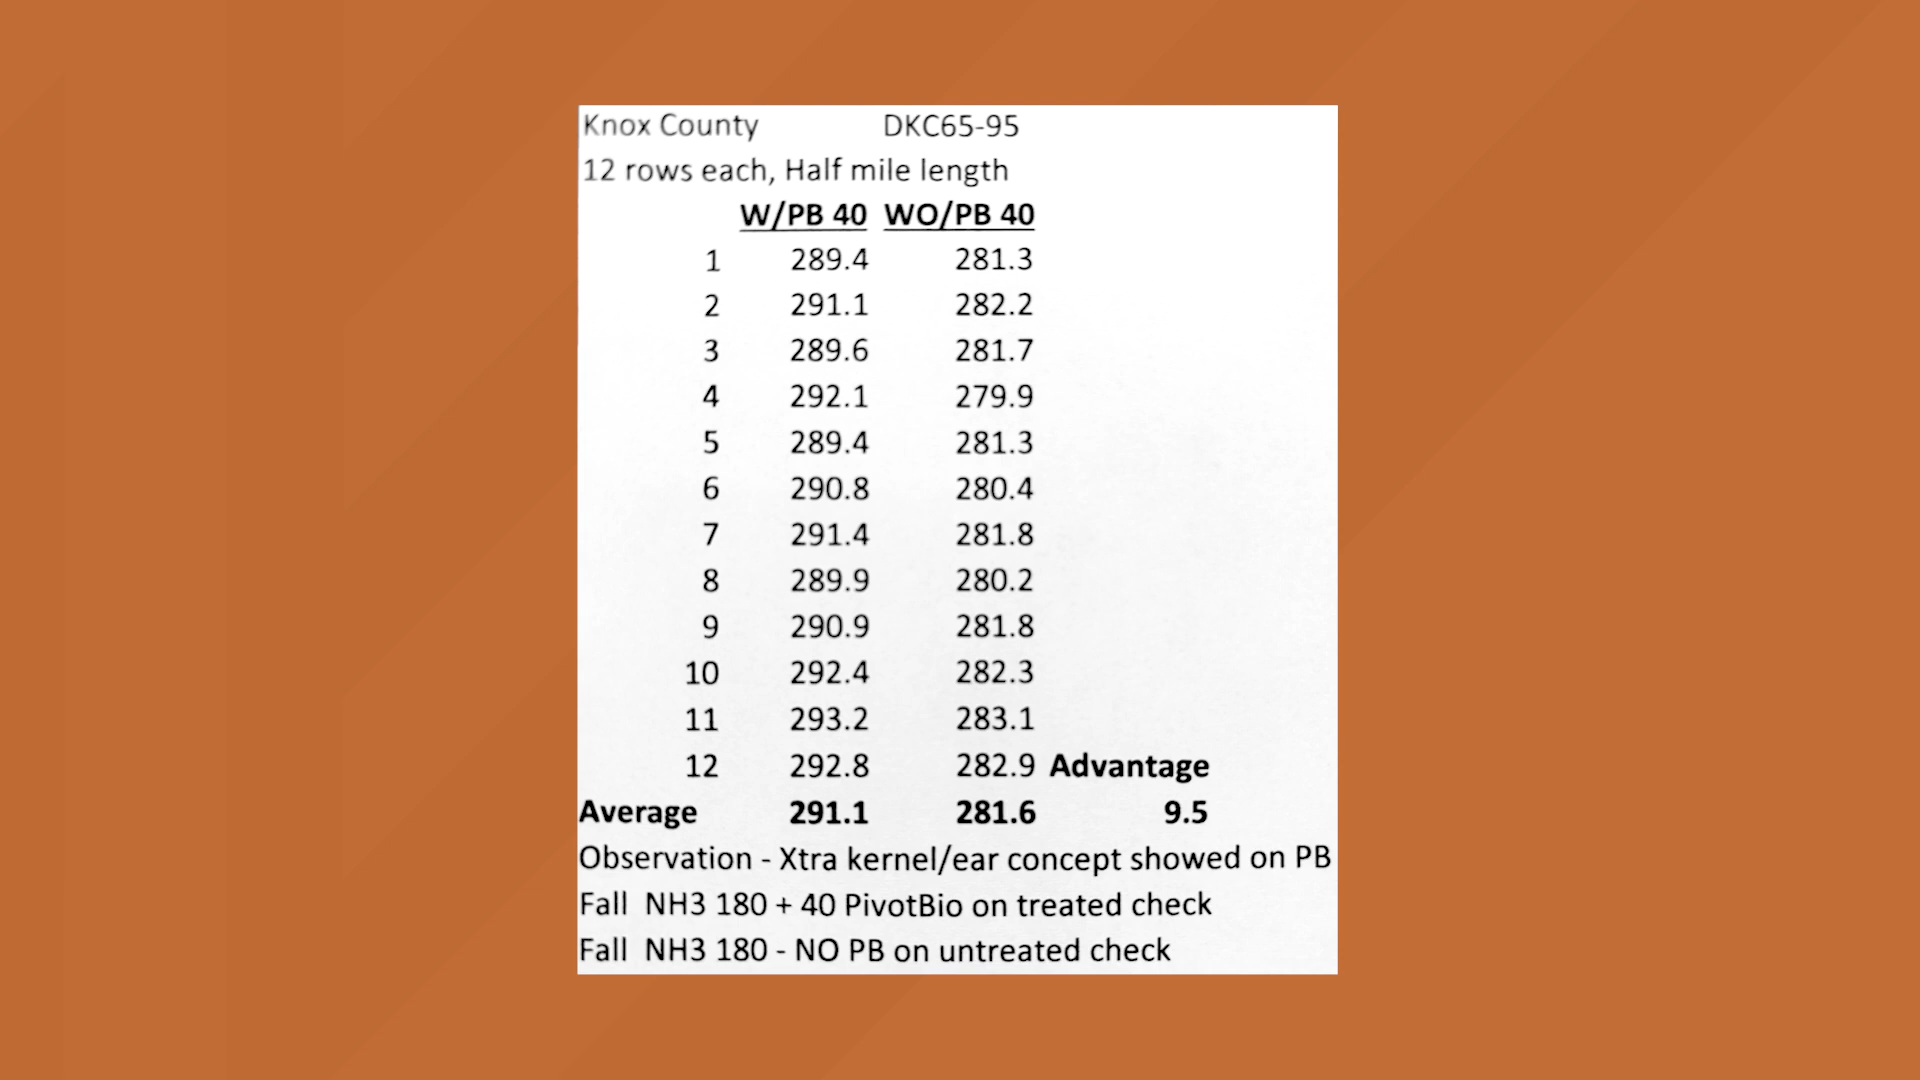 Knox County DKC65-95
12 rows each, Half mile length
W/PB 40 WO/PB 40
1 289.4 281.3
2 291.1 282.2
3 289.6 281.7
4 292.1 279.9
5 289.4 281.3
6 290.8 280.4
7 291.4 281.8
8 289.9 280.2
9 290.9 281.8
10 292.4 282.3
11 293.2 283.1
12 292.8 282.9 Advantage
Average 291.1 281.6 9.5
Observation - Xtra kernel/ear concept showed on PB
Fall NH3 180 + 40 PivotBio on treated check
Fall NH3 180 - NO PB on untreated check